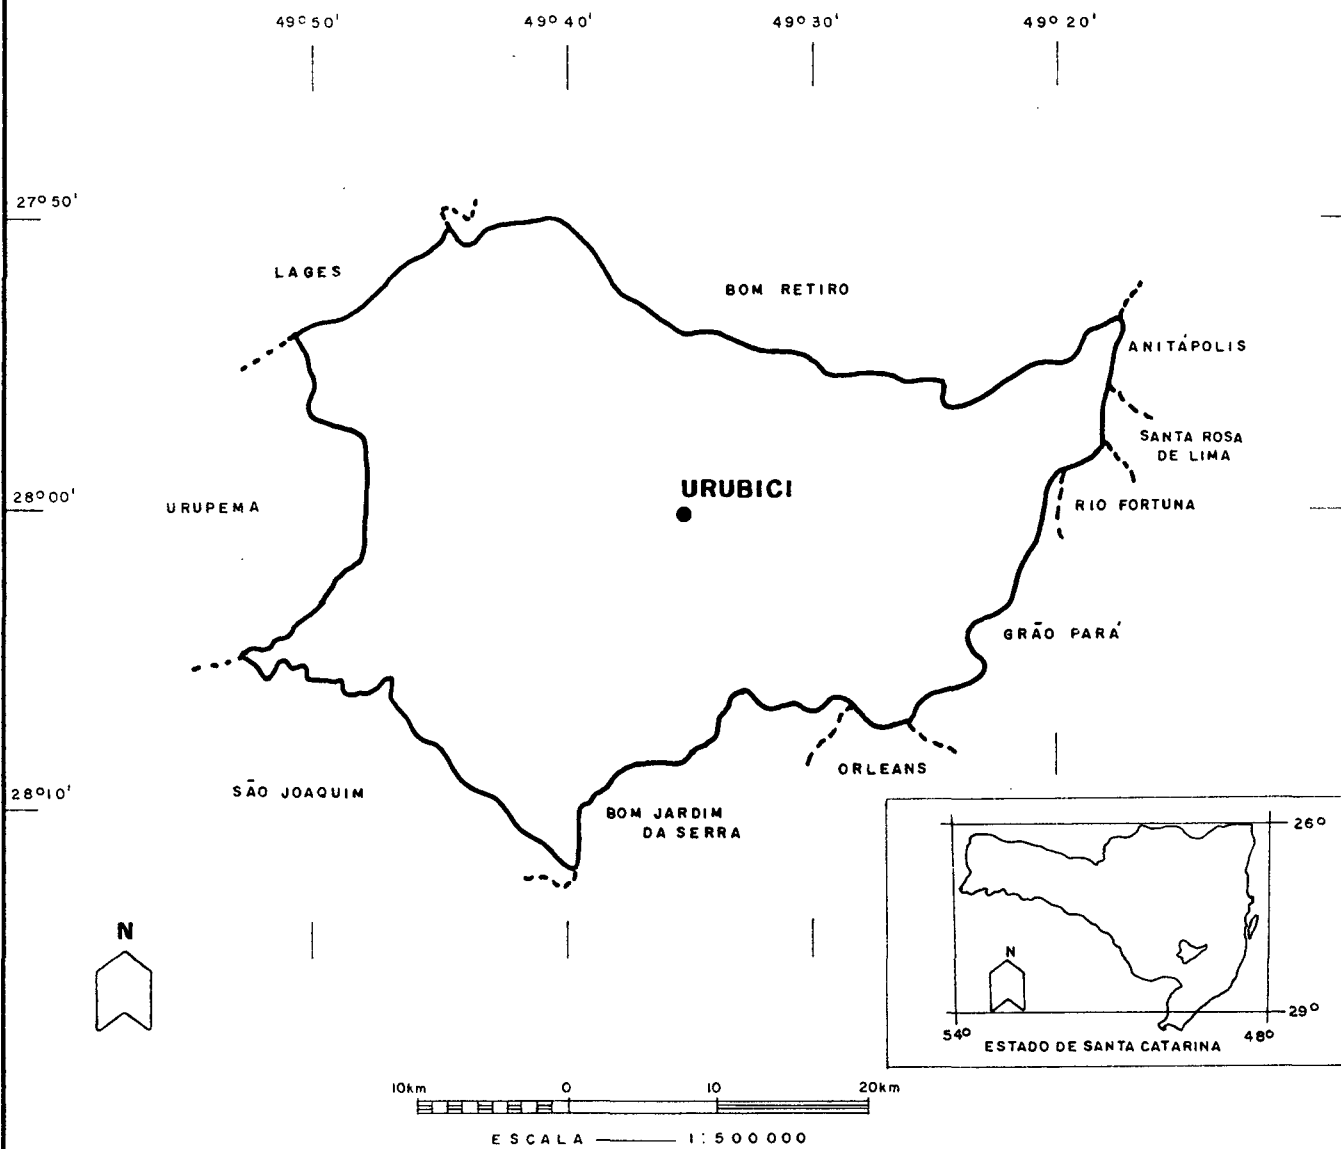 49°50' 49°40' 49°30' 49°20'
27°50'
LAGES
BOM RETIRO
ANITÁPOLIS
SANTA ROSA
DE LIMA
URUBICI
28°00'
URUPEMA
RIO FORTUNA
GRÃO PARÁ
ORLEANS
28°10'
SÃO JOAQUIM
BOM JARDIM
DA SERRA
26°
N
N
29°
54°
48°
ESTADO DE SANTA CATARINA
10km 0 10 20km
ESCALA 1:500000